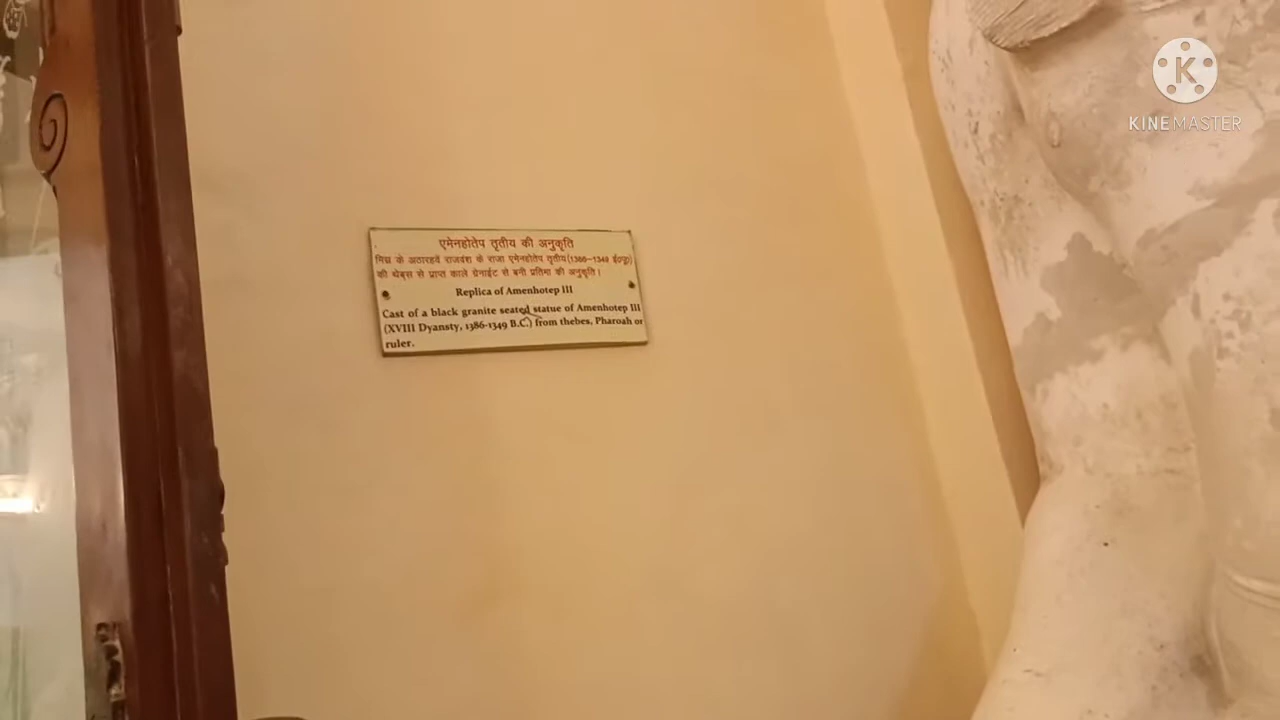 एमेनहोतेप तृतीय की अनुकृति
मिस्र के अठारहवें राजवंश के राजा एमेनहोतेप तृतीय(1386–1349 ई०पू०)
की थेब्स से प्राप्त काले ग्रेनाईट से बनी प्रतिमा की अनुकृति।
Replica of Amenhotep III
Cast of a black granite seated statue of Amenhotep III
(XVIII Dyansty, 1386-1349 B.C.) from thebes, Pharoah or
ruler.
K
KINEMASTER